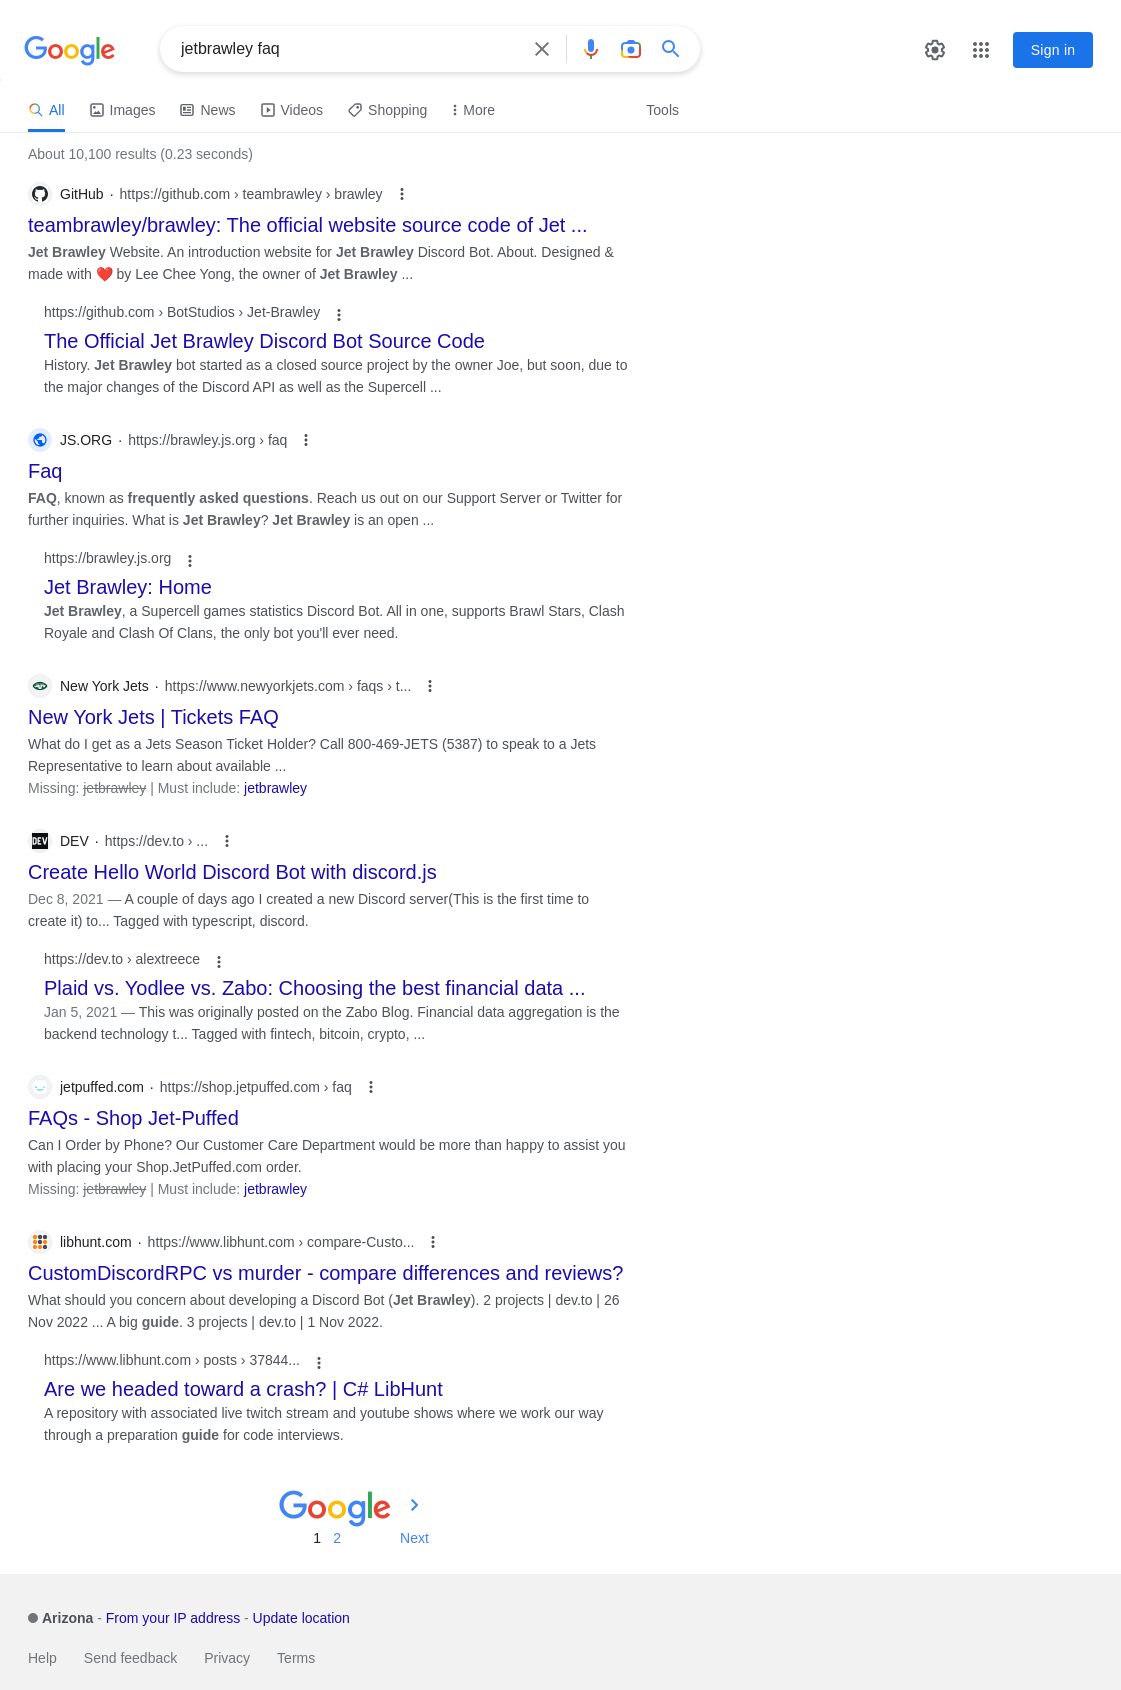 Google
jetbrawley faq
Sign in
All Images News Videos Shopping More Tools
About 10,100 results (0.23 seconds)
GitHub · https://github.com › teambrawley › brawley
teambrawley/brawley: The official website source code of Jet ...
Jet Brawley Website. An introduction website for Jet Brawley Discord Bot. About. Designed &
made with ❤️ by Lee Chee Yong, the owner of Jet Brawley ...
https://github.com › BotStudios › Jet-Brawley
The Official Jet Brawley Discord Bot Source Code
History. Jet Brawley bot started as a closed source project by the owner Joe, but soon, due to
the major changes of the Discord API as well as the Supercell ...
JS.ORG · https://brawley.js.org › faq
Faq
FAQ, known as frequently asked questions. Reach us out on our Support Server or Twitter for
further inquiries. What is Jet Brawley? Jet Brawley is an open ...
https://brawley.js.org
Jet Brawley: Home
Jet Brawley, a Supercell games statistics Discord Bot. All in one, supports Brawl Stars, Clash
Royale and Clash Of Clans, the only bot you'll ever need.
New York Jets · https://www.newyorkjets.com › faqs › t...
New York Jets | Tickets FAQ
What do I get as a Jets Season Ticket Holder? Call 800-469-JETS (5387) to speak to a Jets
Representative to learn about available ...
Missing: jetbrawley | Must include: jetbrawley
DEV
DEV · https://dev.to › ...
Create Hello World Discord Bot with discord.js
Dec 8, 2021 — A couple of days ago I created a new Discord server(This is the first time to
create it) to... Tagged with typescript, discord.
https://dev.to › alextreece
Plaid vs. Yodlee vs. Zabo: Choosing the best financial data ...
Jan 5, 2021 — This was originally posted on the Zabo Blog. Financial data aggregation is the
backend technology t... Tagged with fintech, bitcoin, crypto, ...
jetpuffed.com · https://shop.jetpuffed.com › faq
FAQs - Shop Jet-Puffed
Can I Order by Phone? Our Customer Care Department would be more than happy to assist you
with placing your Shop.JetPuffed.com order.
Missing: jetbrawley | Must include: jetbrawley
libhunt.com · https://www.libhunt.com › compare-Custo...
CustomDiscordRPC vs murder - compare differences and reviews?
What should you concern about developing a Discord Bot (Jet Brawley). 2 projects | dev.to | 26
Nov 2022 ... A big guide. 3 projects | dev.to | 1 Nov 2022.
https://www.libhunt.com › posts › 37844...
Are we headed toward a crash? | C# LibHunt
A repository with associated live twitch stream and youtube shows where we work our way
through a preparation guide for code interviews.
Google
1 2 Next
Arizona - From your IP address - Update location
Help Send feedback Privacy Terms